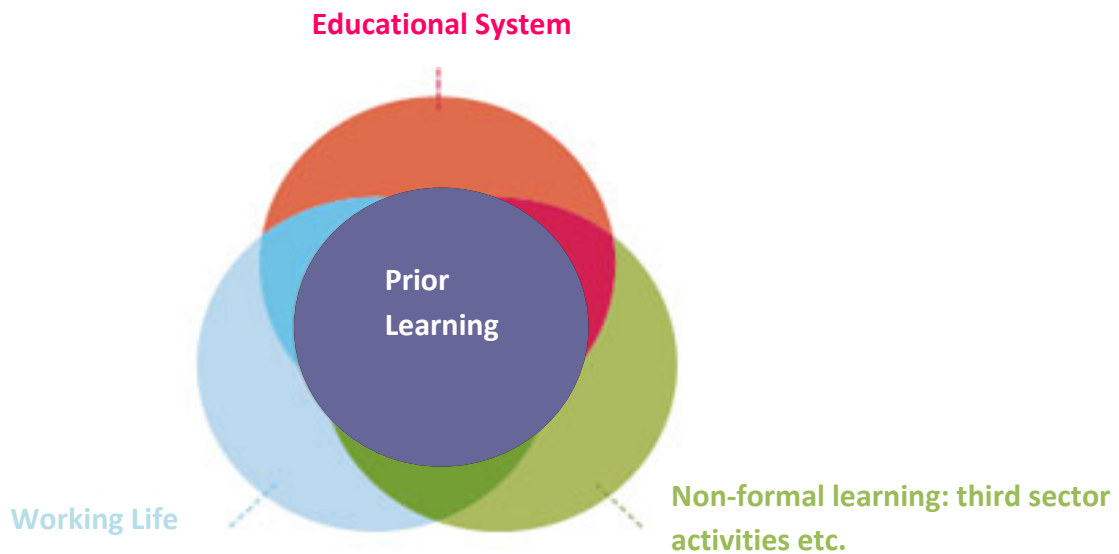 Educational System
Prior
Learning
Working Life
Non-formal learning: third sector
activities etc.